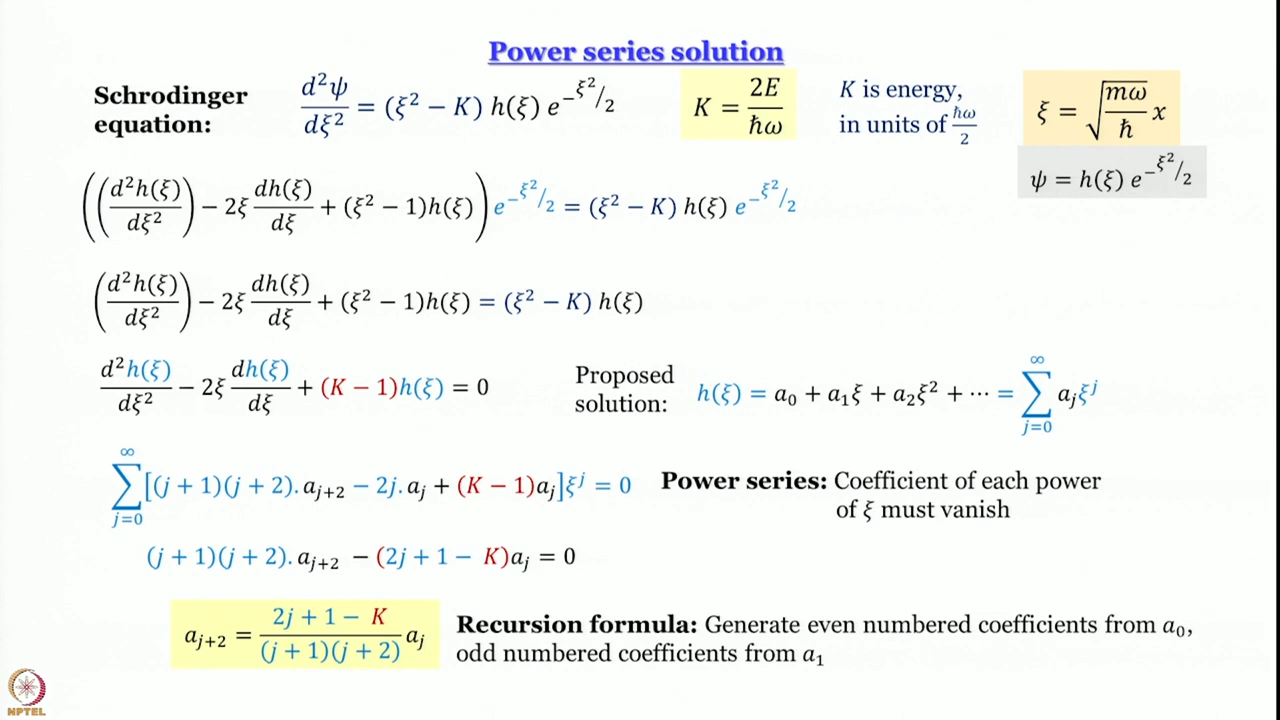 Power series solution
Schrodinger equation: d²ψ/dξ² = (ξ² − K) h(ξ) e^(−ξ²/2)
K = 2E/ħω
K is energy, in units of ħω/2
ξ = √(mω/ħ) x
ψ = h(ξ) e^(−ξ²/2)
((d²h(ξ)/dξ²) − 2ξ dh(ξ)/dξ + (ξ² − 1)h(ξ)) e^(−ξ²/2) = (ξ² − K) h(ξ) e^(−ξ²/2)
(d²h(ξ)/dξ²) − 2ξ dh(ξ)/dξ + (ξ² − 1)h(ξ) = (ξ² − K) h(ξ)
d²h(ξ)/dξ² − 2ξ dh(ξ)/dξ + (K − 1)h(ξ) = 0
Proposed solution: h(ξ) = a₀ + a₁ξ + a₂ξ² + ⋯ = ∑_{j=0}^{∞} a_jξ^j
∑_{j=0}^{∞} [(j + 1)(j + 2). a_{j+2} − 2j. a_j + (K − 1)a_j]ξ^j = 0
Power series: Coefficient of each power
of ξ must vanish
(j + 1)(j + 2). a_{j+2} − (2j + 1 − K)a_j = 0
a_{j+2} = (2j + 1 − K)/((j + 1)(j + 2)) a_j
Recursion formula: Generate even numbered coefficients from a₀,
odd numbered coefficients from a₁
NPTEL